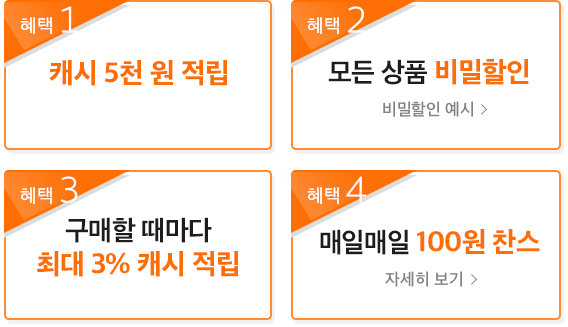 혜택 1
캐시 5천 원 적립
혜택 2
모든 상품 비밀할인
비밀할인 예시 >
혜택 3
구매할 때마다
최대 3% 캐시 적립
혜택 4
매일매일 100원 찬스
자세히 보기 >